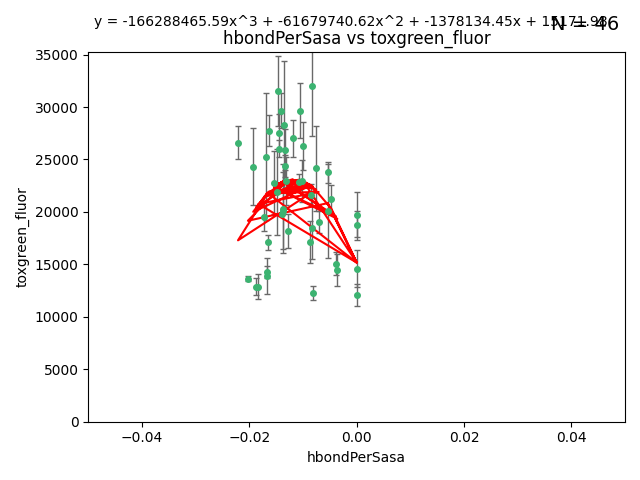 y = -166288465.59x^3 + -61679740.62x^2 + -1378134.45x + 15171.98
N = 46
hbondPerSasa vs toxgreen_fluor
35000
30000
25000
20000
15000
10000
5000
0
toxgreen_fluor
-0.04
-0.02
0.00
0.02
0.04
hbondPerSasa